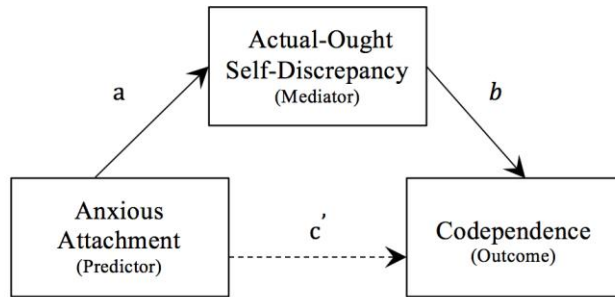 Actual-Ought
Self-Discrepancy
(Mediator)
a
b
Anxious
Attachment
(Predictor)
c'
Codependence
(Outcome)